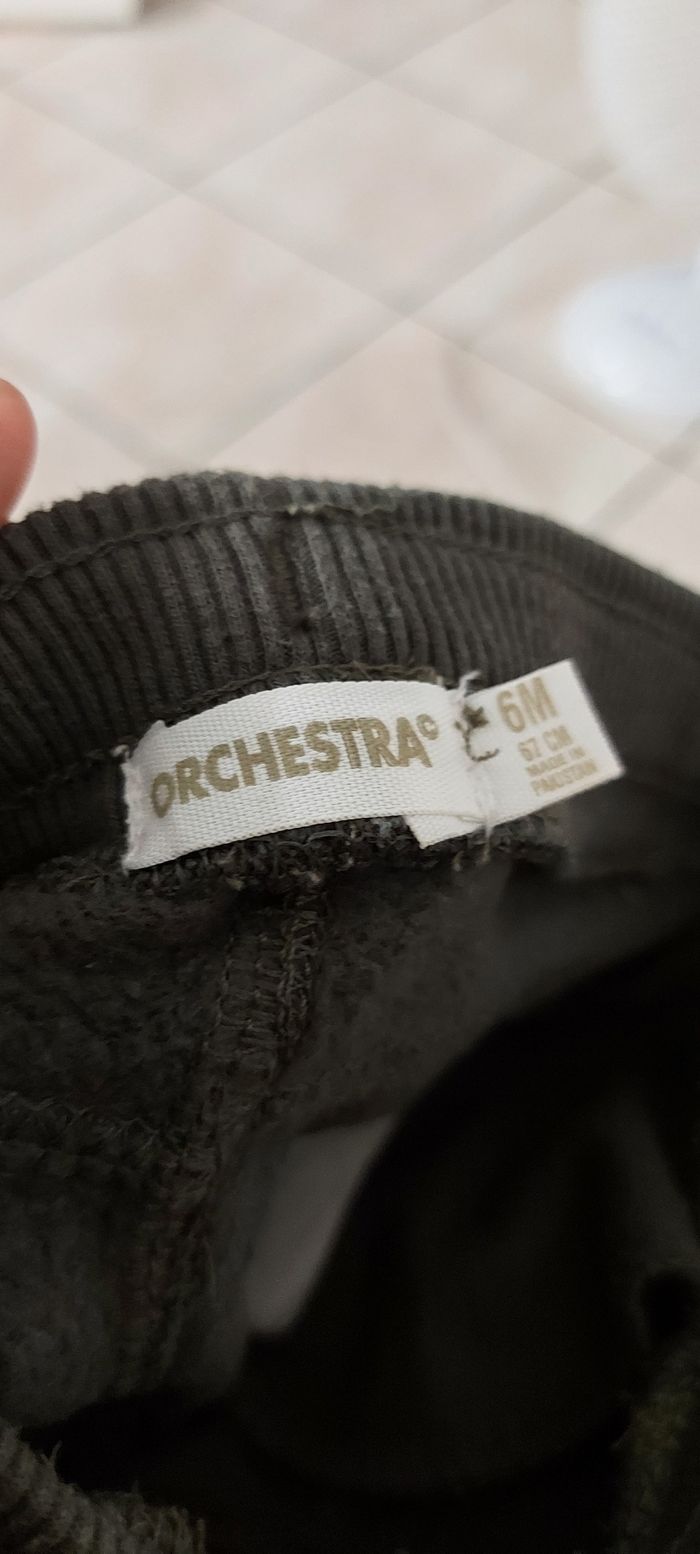 ORCHESTRA©
6M
67 CM
MADE IN
PAKISTAN